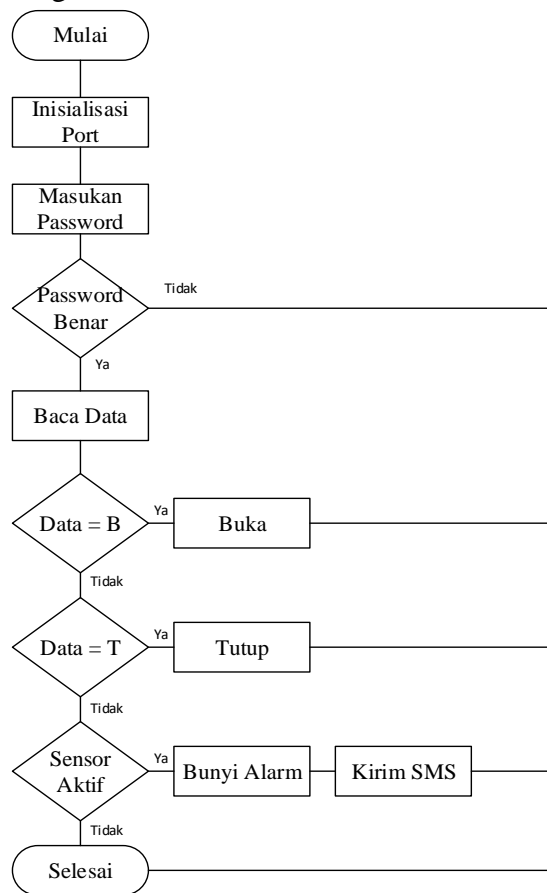 Mulai
Inisialisasi
Port
Masukan
Password
Password
Benar
Tidak
Ya
Baca Data
Data = B
Ya
Buka
Tidak
Data = T
Ya
Tutup
Tidak
Sensor
Aktif
Ya
Bunyi Alarm
Kirim SMS
Tidak
Selesai